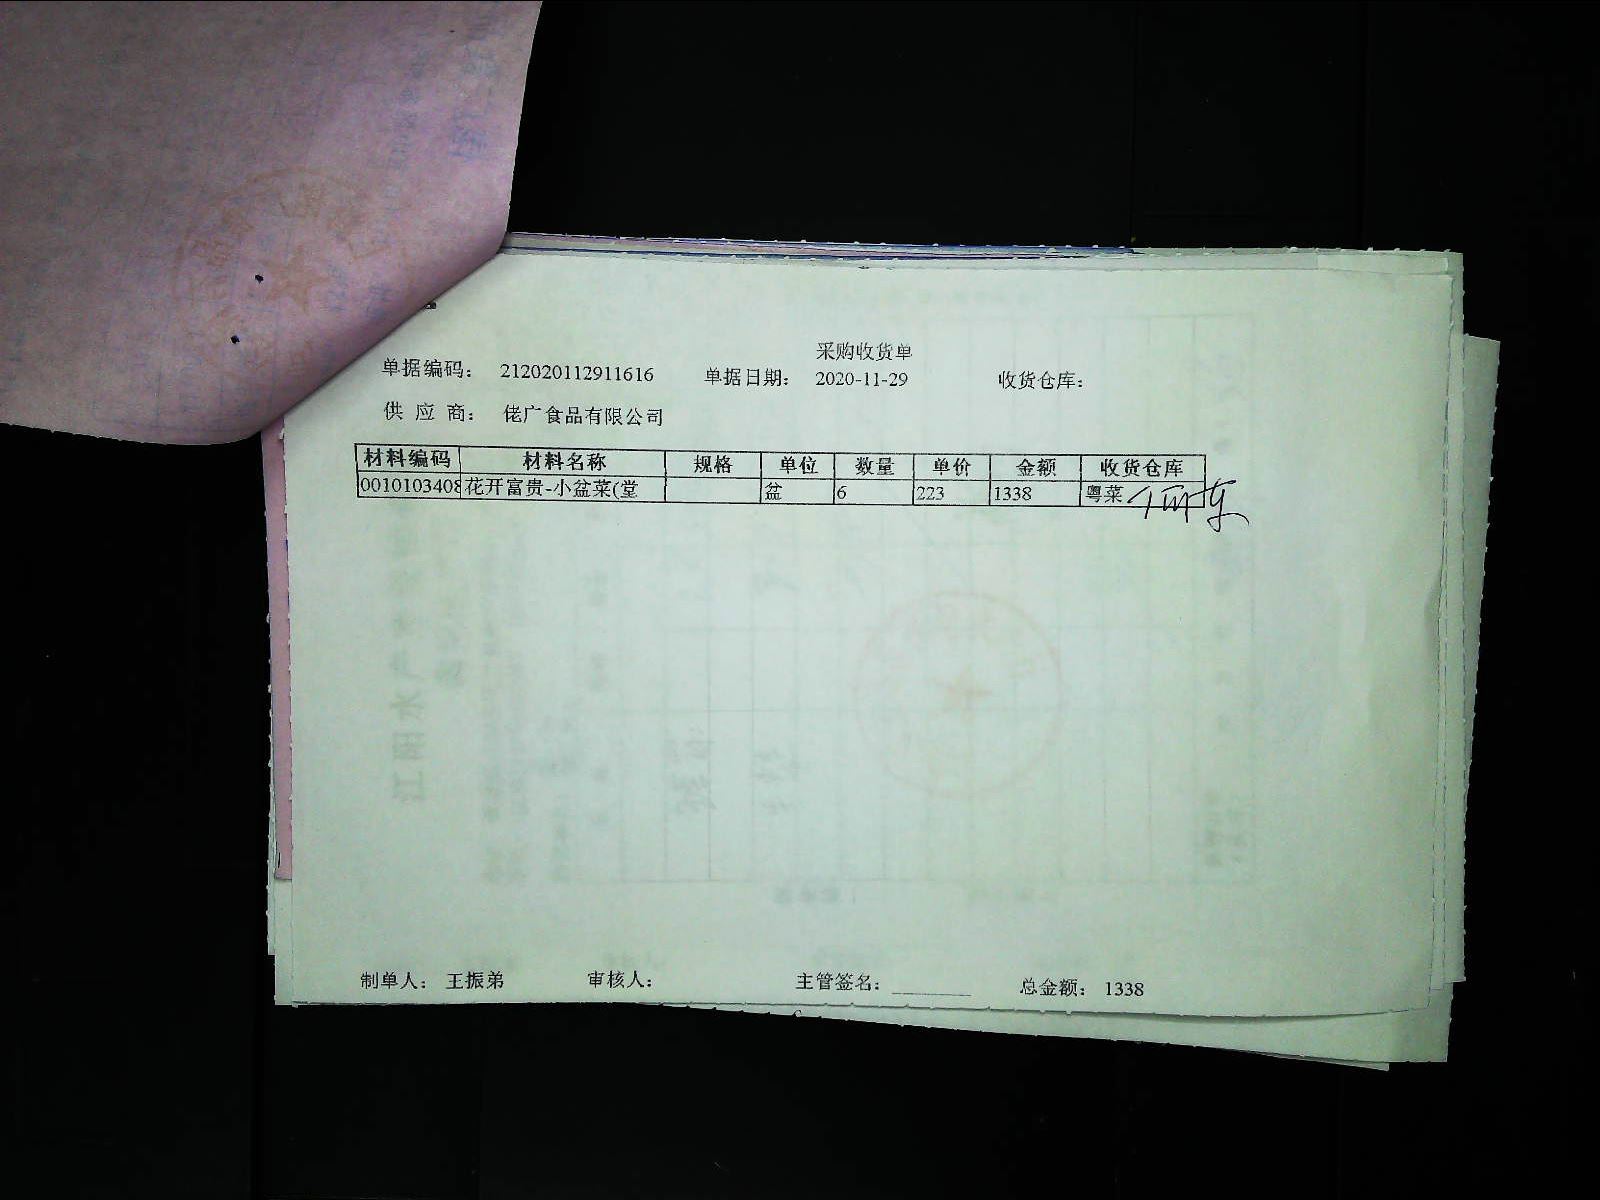 采购收货单
单据编码： 212020112911616 单据日期： 2020-11-29 收货仓库：
供 应 商： 佬广食品有限公司
材料编码 材料名称 规格 单位 数量 单价 金额 收货仓库
0010103408 花开富贵-小盆菜(堂 盆 6 223 1338 粤菜
制单人： 王振弟 审核人： 主管签名： 总金额： 1338